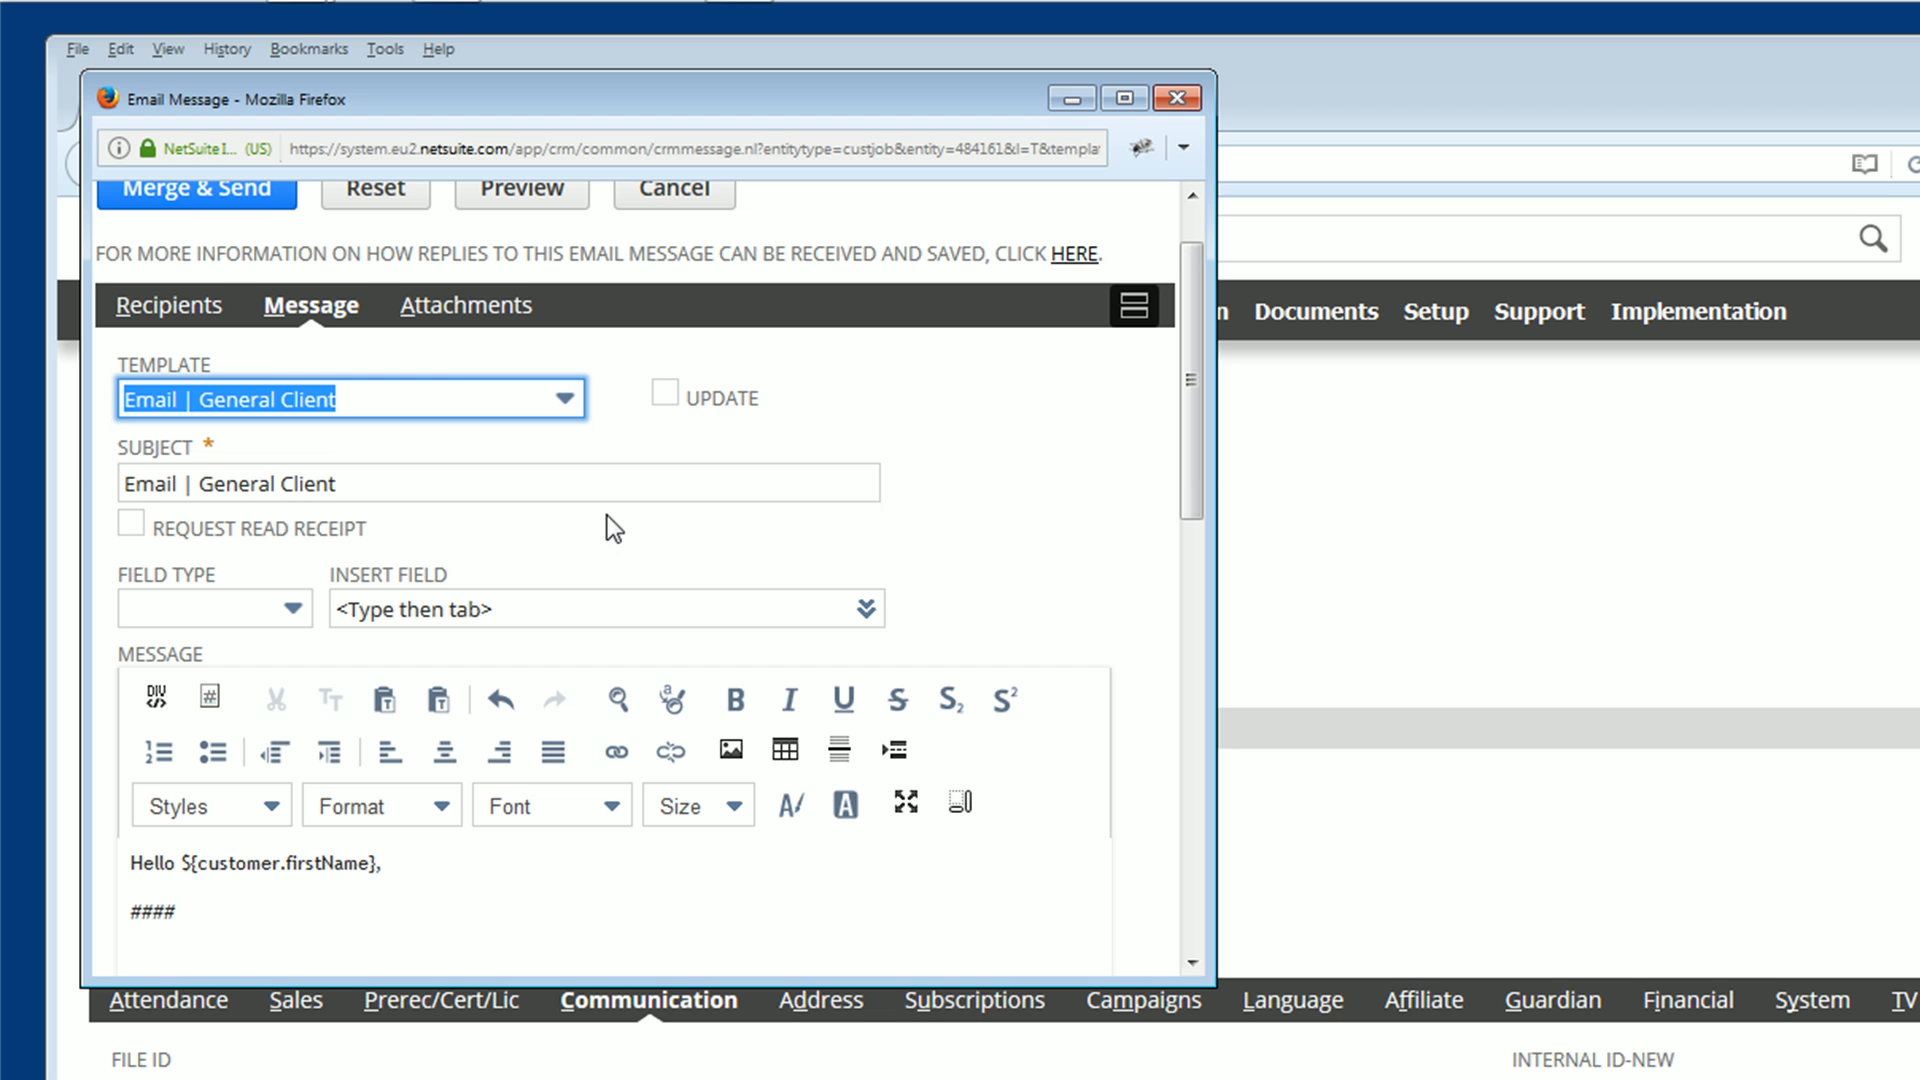 File Edit View History Bookmarks Tools Help
Email Message - Mozilla Firefox
NetSuite I... (US) https://system.eu2.netsuite.com/app/crm/common/crmmessage.nl?entitytype=custjob&entity=484161&l=T&templa
Merge & Send Reset Preview Cancel
FOR MORE INFORMATION ON HOW REPLIES TO THIS EMAIL MESSAGE CAN BE RECEIVED AND SAVED, CLICK HERE.
Recipients Message Attachments
n Documents Setup Support Implementation
TEMPLATE
Email | General Client
UPDATE
SUBJECT *
Email | General Client
REQUEST READ RECEIPT
FIELD TYPE INSERT FIELD
<Type then tab>
MESSAGE
Styles Format Font Size
Hello ${customer.firstName},
####
Attendance Sales Prerec/Cert/Lic Communication Address Subscriptions Campaigns Language Affiliate Guardian Financial System TV
FILE ID INTERNAL ID-NEW